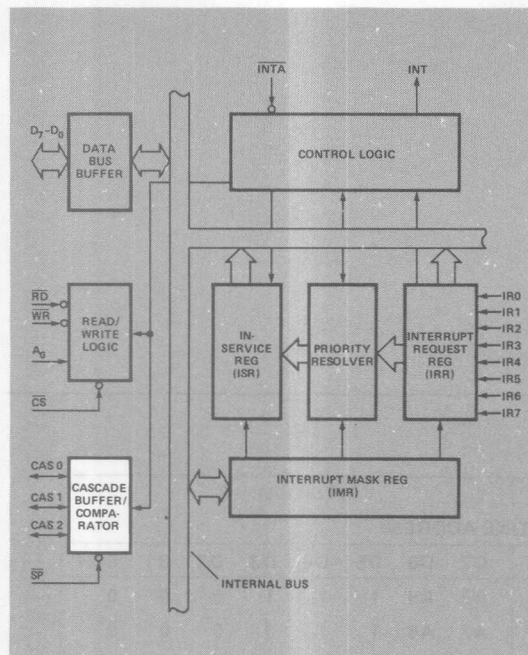 INTA
INT
D7-D0
DATA
BUS
BUFFER
CONTROL LOGIC
RD
WR
A0
CS
READ/
WRITE
LOGIC
IN-
SERVICE
REG
(ISR)
PRIORITY
RESOLVER
INTERRUPT
REQUEST
REG
(IRR)
IR0
IR1
IR2
IR3
IR4
IR5
IR6
IR7
CAS 0
CAS 1
CAS 2
CASCADE
BUFFER/
COMPA-
RATOR
SP
INTERRUPT MASK REG
(IMR)
INTERNAL BUS